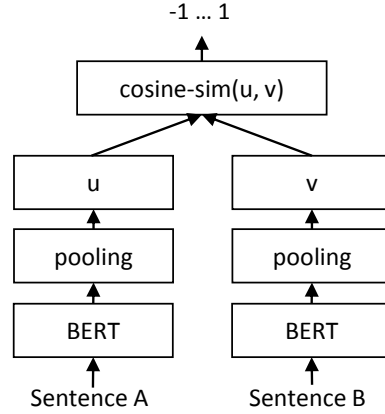 -1 … 1
cosine-sim(u, v)
u
v
pooling
pooling
BERT
BERT
Sentence A
Sentence B